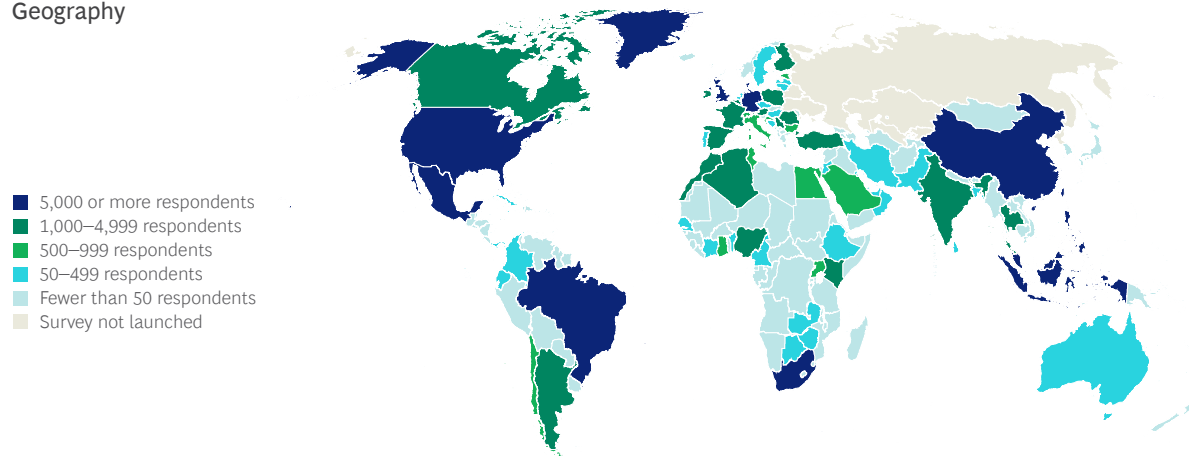 Geography
5,000 or more respondents
1,000–4,999 respondents
500–999 respondents
50–499 respondents
Fewer than 50 respondents
Survey not launched